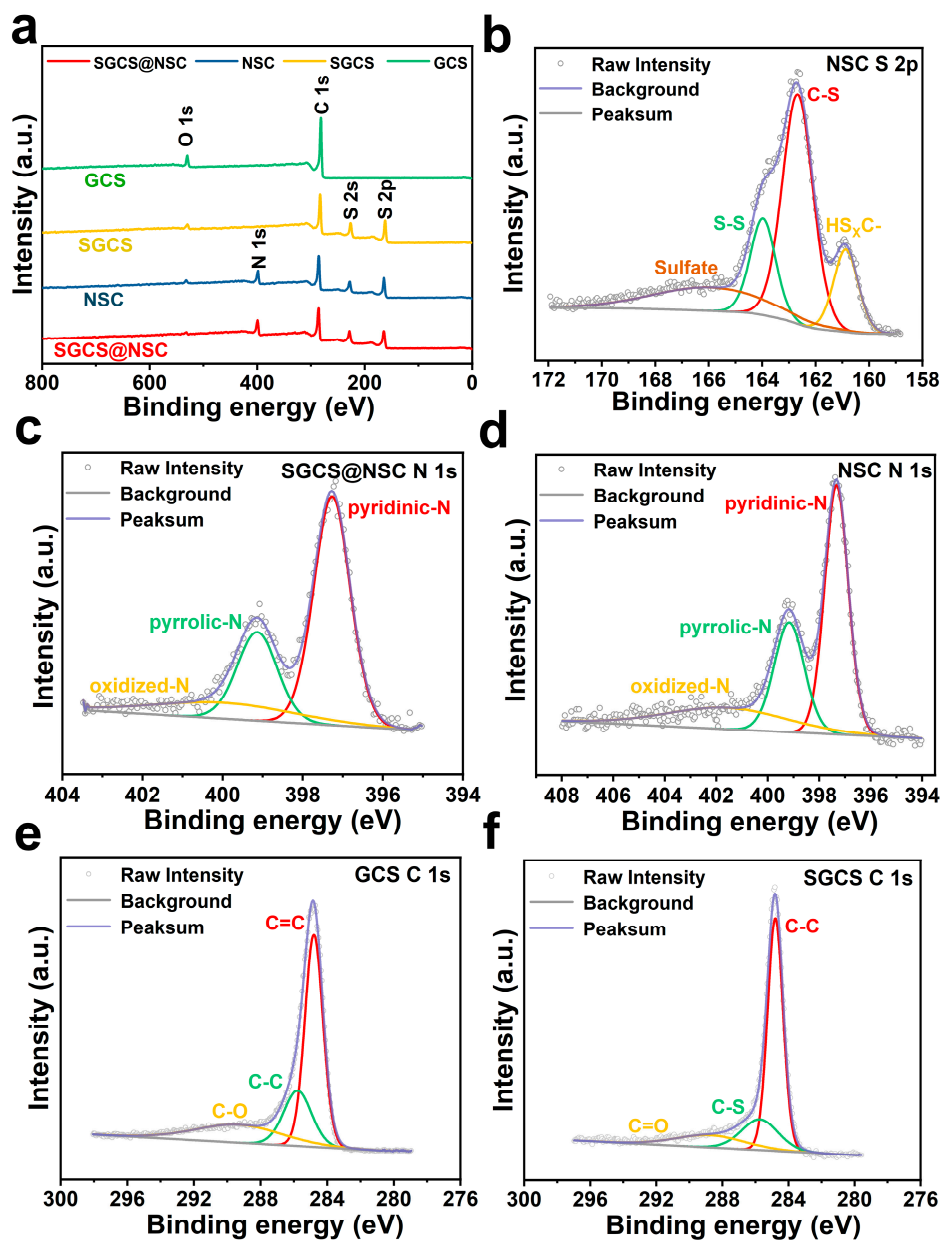 a
SGCS@NSC NSC SGCS GCS
O 1s
C 1s
GCS
S 2s
S 2p
SGCS
N 1s
NSC
SGCS@NSC
Intensity (a.u.)
800 600 400 200 0
Binding energy (eV)
b
Raw Intensity
Background
Peaksum
NSC S 2p
C-S
S-S
HSXC-
Sulfate
Intensity (a.u.)
172 170 168 166 164 162 160 158
Binding energy (eV)
c
Raw Intensity
Background
Peaksum
SGCS@NSC N 1s
pyridinic-N
pyrrolic-N
oxidized-N
Intensity (a.u.)
404 402 400 398 396 394
Binding energy (eV)
d
Raw Intensity
Background
Peaksum
NSC N 1s
pyridinic-N
pyrrolic-N
oxidized-N
Intensity (a.u.)
408 406 404 402 400 398 396 394
Binding energy (eV)
e
Raw Intensity
Background
Peaksum
GCS C 1s
C=C
C-C
C-O
Intensity (a.u.)
300 296 292 288 284 280 276
Binding energy (eV)
f
Raw Intensity
Background
Peaksum
SGCS C 1s
C-C
C-S
C=O
Intensity (a.u.)
300 296 292 288 284 280 276
Binding energy (eV)